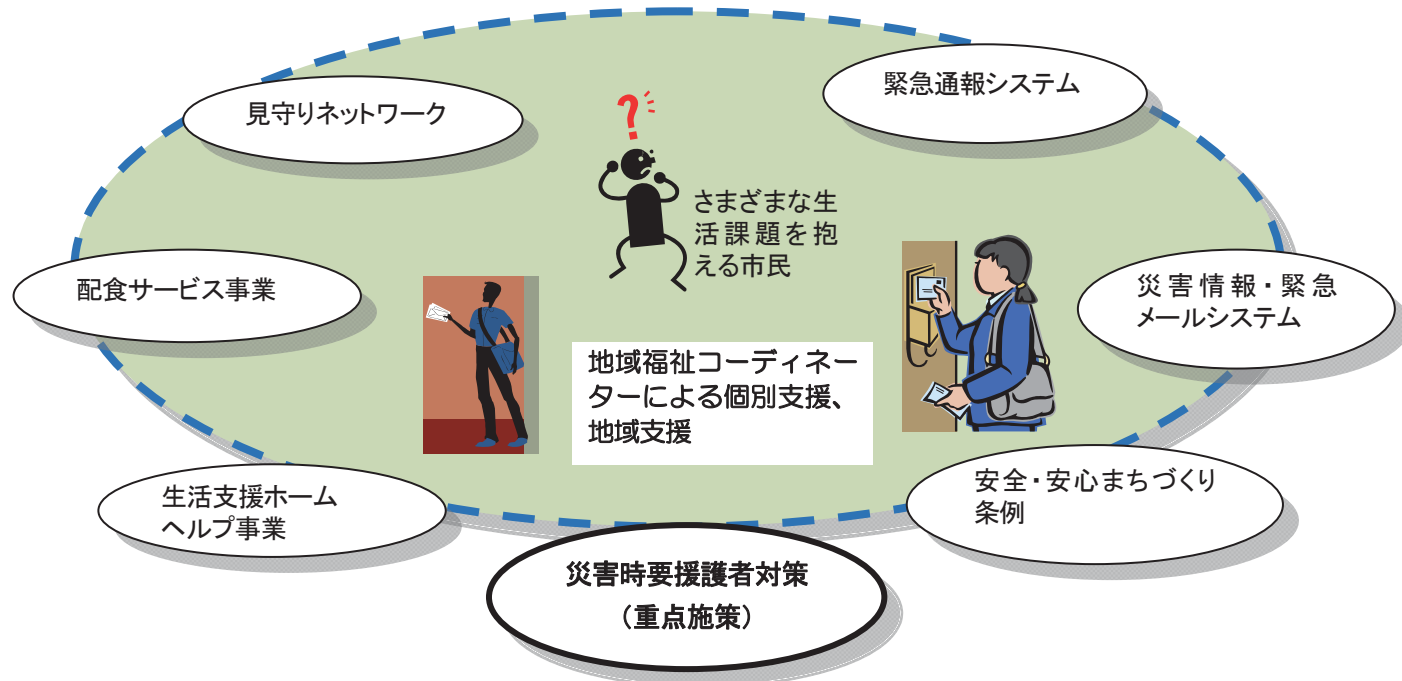 見守りネットワーク
緊急通報システム
?
さまざまな生
活課題を抱
える市民
配食サービス事業
災害情報・緊急
メールシステム
地域福祉コーディネー
ターによる個別支援、
地域支援
生活支援ホーム
ヘルプ事業
安全・安心まちづくり
条例
災害時要援護者対策
（重点施策）